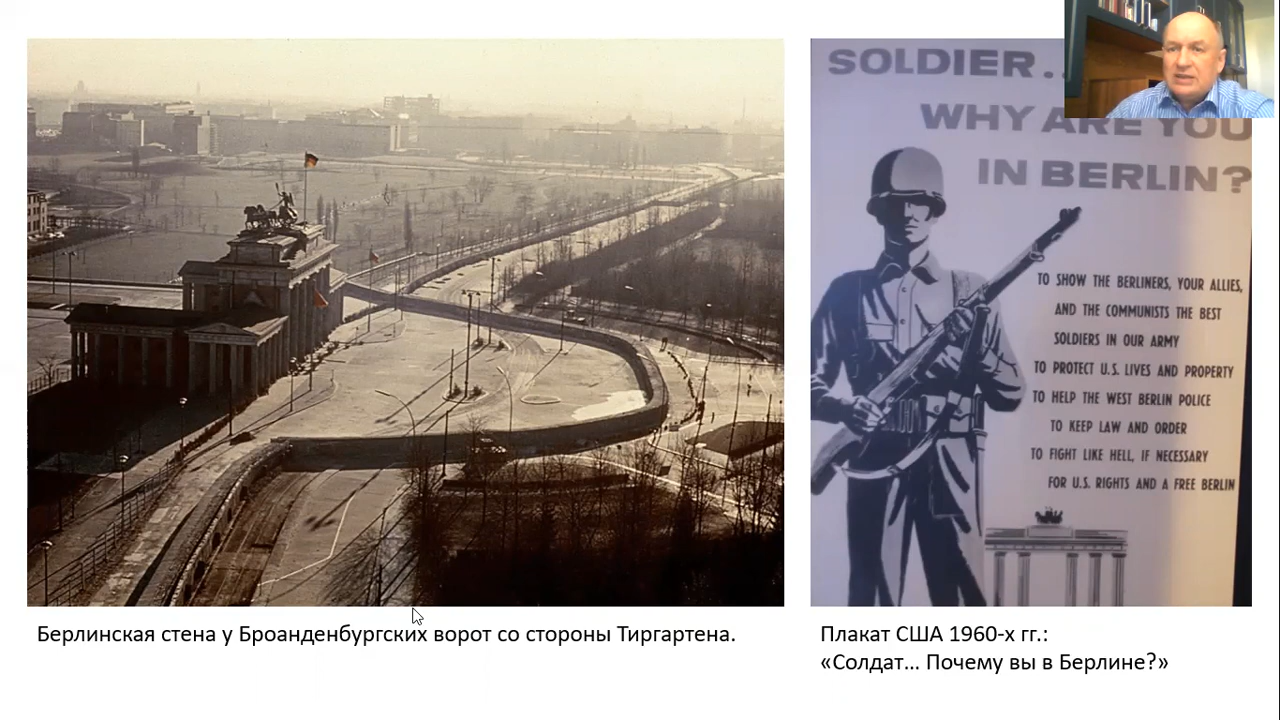 SOLDIER..
WHY ARE YOU
IN BERLIN?
TO SHOW THE BERLINERS, YOUR ALLIES,
AND THE COMMUNISTS THE BEST
SOLDIERS IN OUR ARMY
TO PROTECT U.S. LIVES AND PROPERTY
TO HELP THE WEST BERLIN POLICE
TO KEEP LAW AND ORDER
TO FIGHT LIKE HELL, IF NECESSARY
FOR U.S. RIGHTS AND A FREE BERLIN
Берлинская стена у Броанденбургских ворот со стороны Тиргартена.
Плакат США 1960-х гг.:
«Солдат... Почему вы в Берлине?»